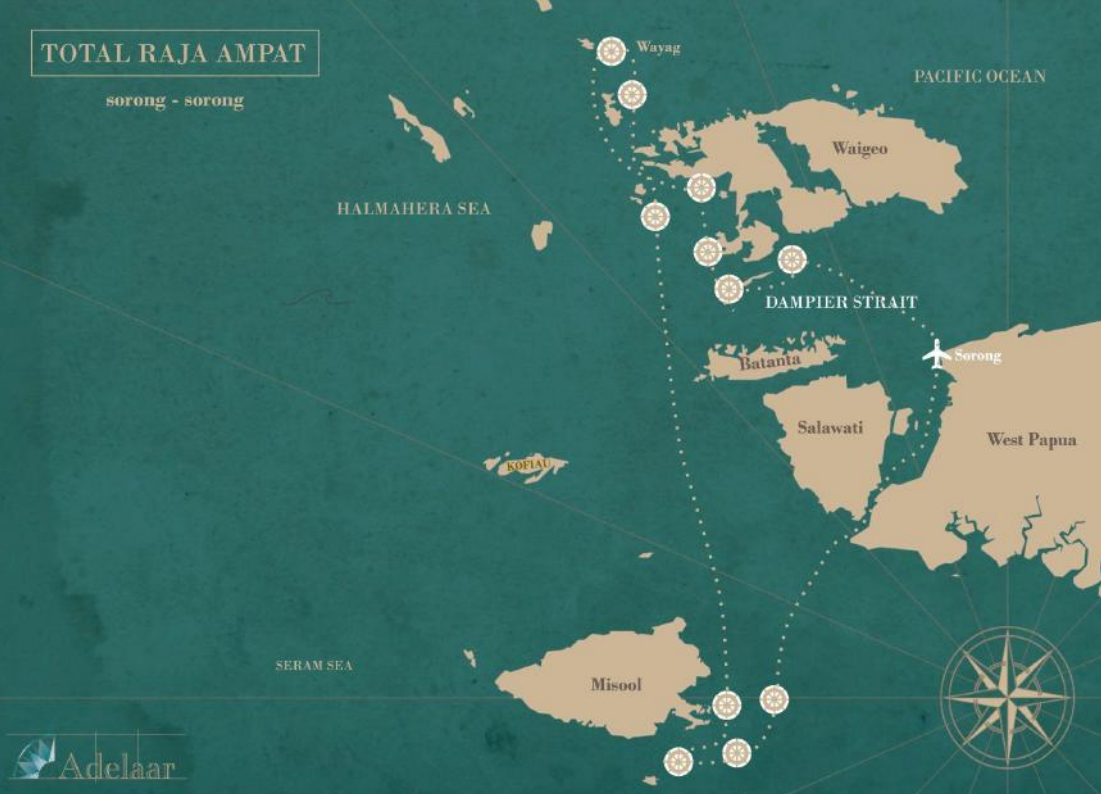 TOTAL RAJA AMPAT
sorong - sorong
Wayag
PACIFIC OCEAN
Waigeo
HALMAHERA SEA
DAMPIER STRAIT
Batanta
Sorong
Salawati
West Papua
KOFIAU
SERAM SEA
Misool
Adelaar